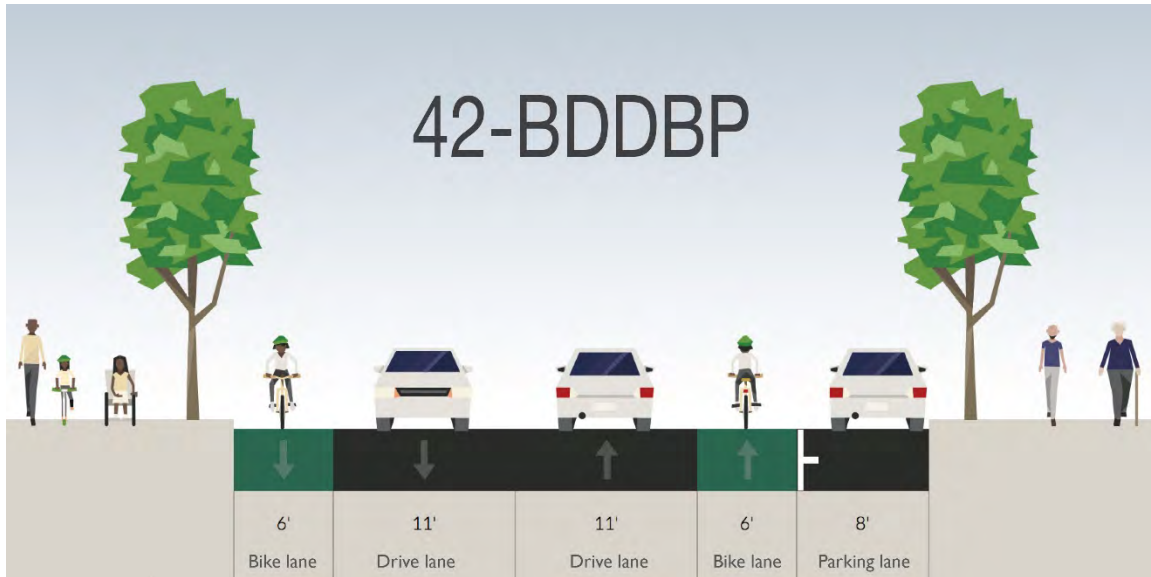 42-BDDBP
6' 11' 11' 6' 8'
Bike lane Drive lane Drive lane Bike lane Parking lane